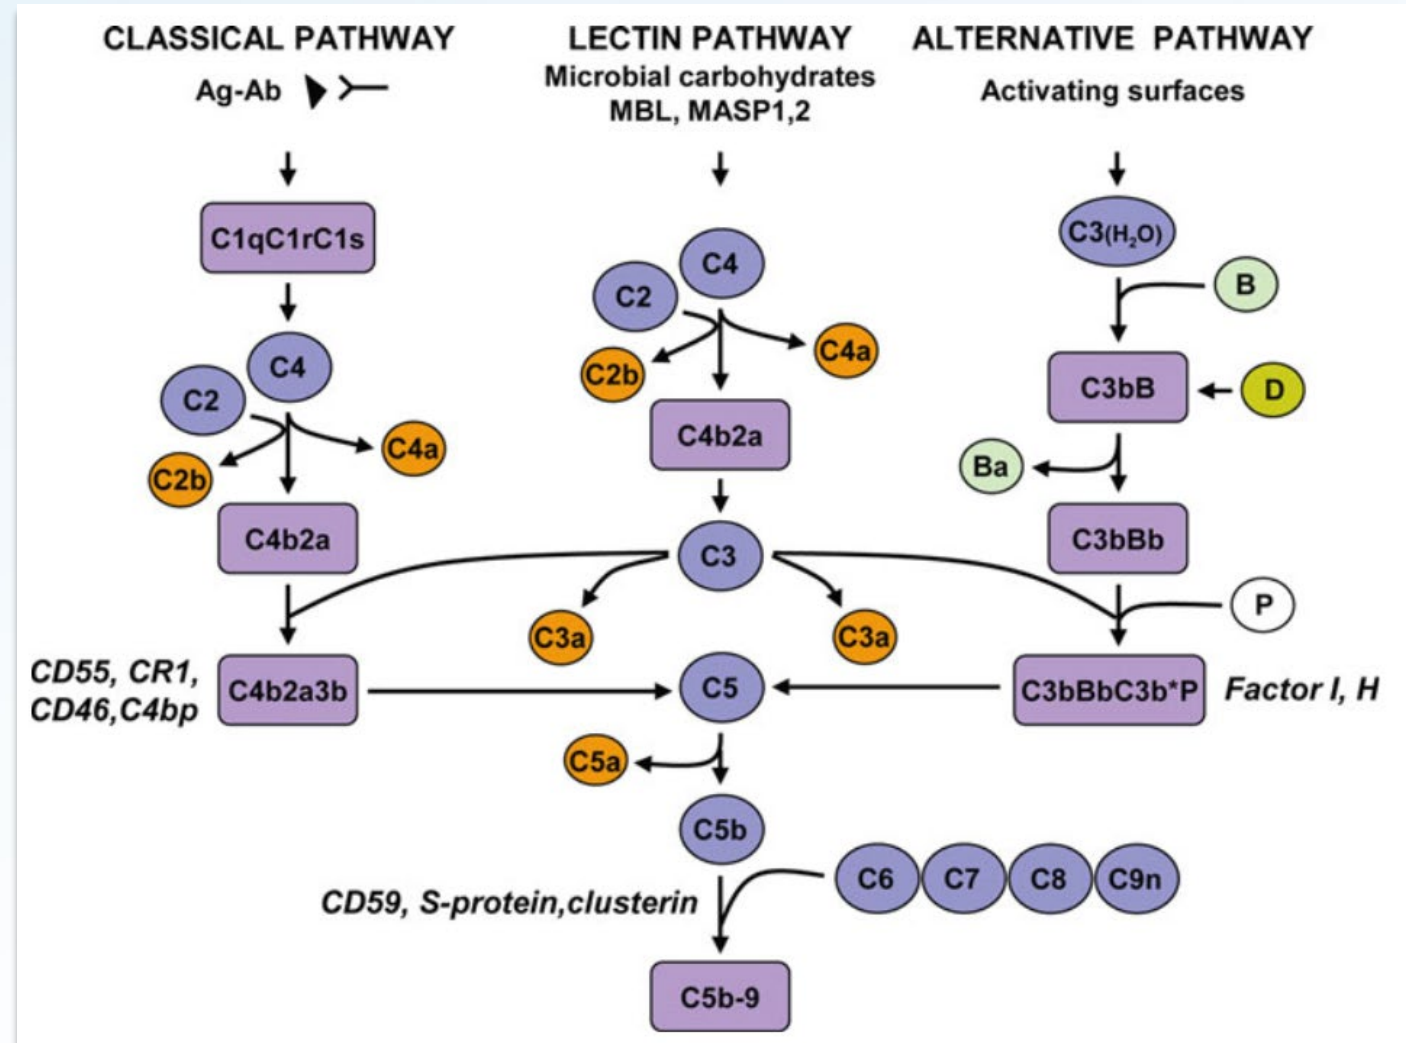 CLASSICAL PATHWAY
Ag-Ab
C1qC1rC1s
C4
C2
C4a
C2b
C4b2a
CD55, CR1,
CD46,C4bp
C4b2a3b
LECTIN PATHWAY
Microbial carbohydrates
MBL, MASP1,2
C4
C2
C4a
C2b
C4b2a
C3
C3a
C3a
C5
C5a
C5b
CD59, S-protein,clusterin
C6 C7 C8 C9n
C5b-9
ALTERNATIVE PATHWAY
Activating surfaces
C3(H₂O)
B
C3bB
D
Ba
C3bBb
P
C3bBbC3b*P
Factor I, H